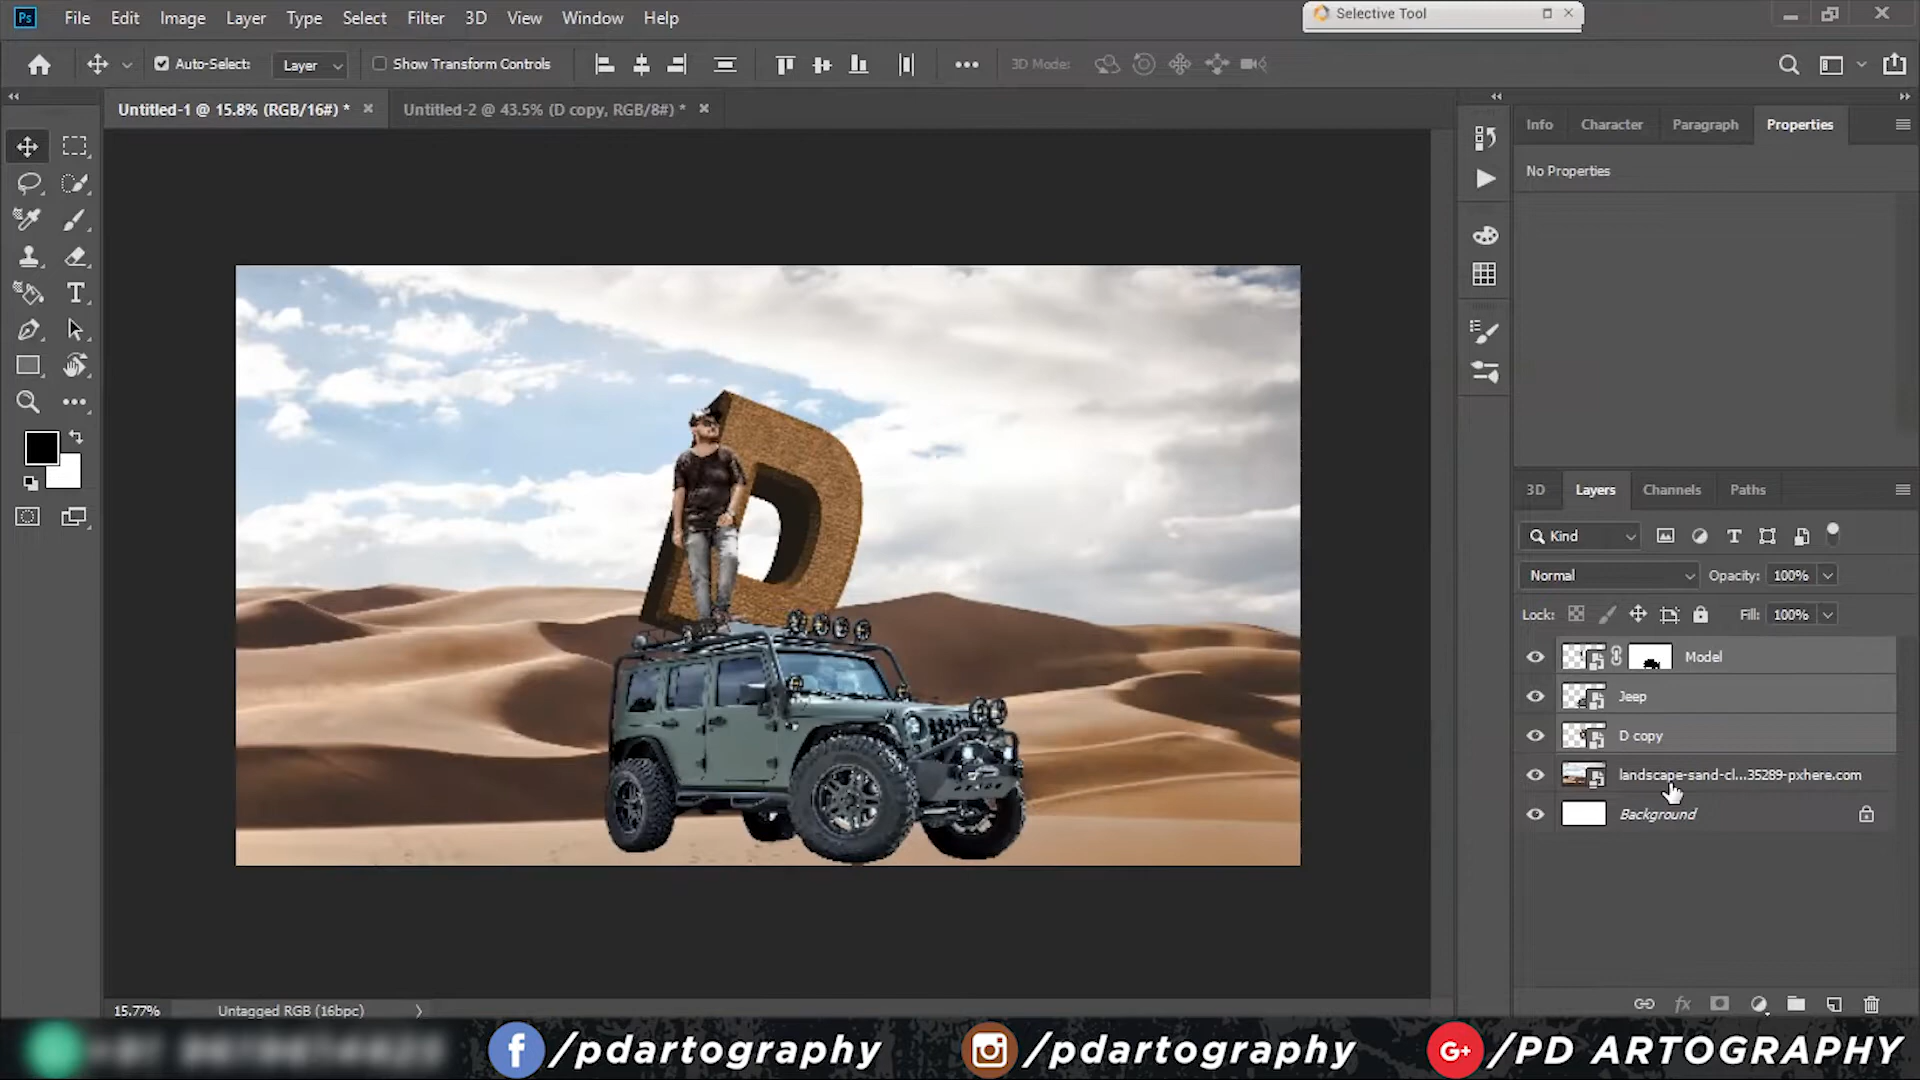 Ps File Edit Image Layer Type Select Filter 3D View Window Help
Selective Tool
Auto-Select: Layer Show Transform Controls 3D Mode:
Untitled-1 @ 15.8% (RGB/16#) *
Untitled-2 @ 43.5% (D copy, RGB/8#) *
Info Character Paragraph Properties
No Properties
3D Layers Channels Paths
Kind
Normal Opacity: 100%
Lock: Fill: 100%
Model
Jeep
D copy
landscape-sand-cl...35289-pxhere.com
Background
fx
D
15.77% Untagged RGB (16bpc)
f /pdartography /pdartography G+ /PD ARTOGRAPHY